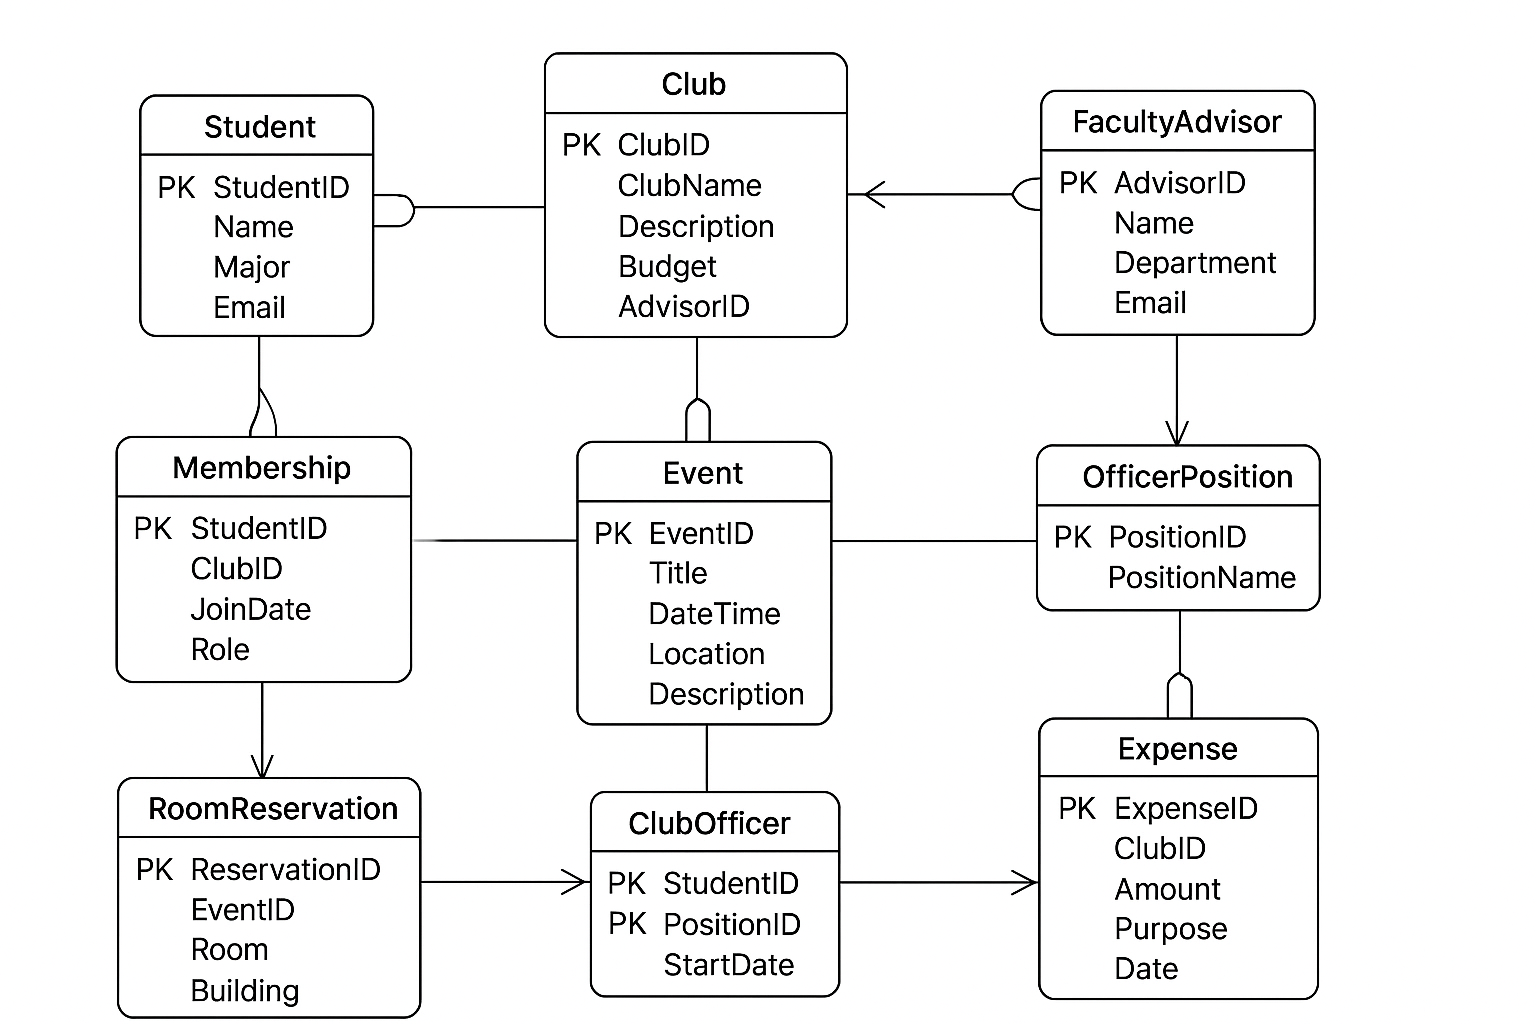 Student
PK StudentID
Name
Major
Email
Club
PK ClubID
ClubName
Description
Budget
AdvisorID
FacultyAdvisor
PK AdvisorID
Name
Department
Email
Membership
PK StudentID
ClubID
JoinDate
Role
Event
PK EventID
Title
DateTime
Location
Description
OfficerPosition
PK PositionID
PositionName
RoomReservation
PK ReservationID
EventID
Room
Building
ClubOfficer
PK StudentID
PK PositionID
StartDate
Expense
PK ExpenseID
ClubID
Amount
Purpose
Date